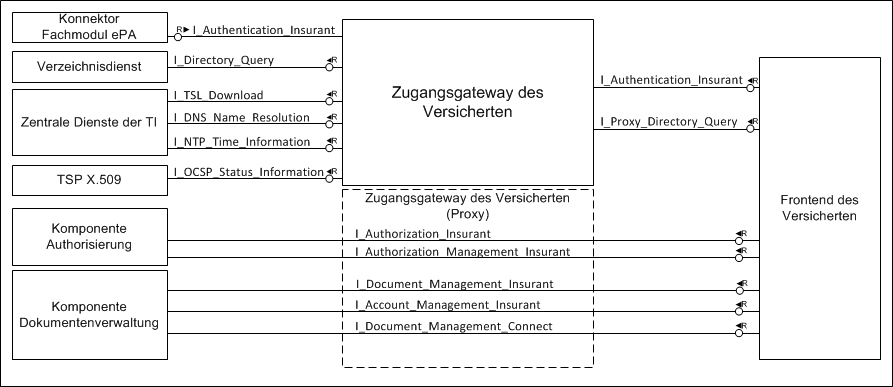 Konnektor
Fachmodul ePA
R
I_Authentication_Insurant
Verzeichnisdienst
I_Directory_Query
R
Zentrale Dienste der TI
I_TSL_Download
R
I_DNS_Name_Resolution
R
I_NTP_Time_Information
R
TSP X.509
I_OCSP_Status_Information
R
Zugangsgateway des
Versicherten
I_Authentication_Insurant
R
I_Proxy_Directory_Query
R
Zugangsgateway des Versicherten
(Proxy)
Komponente
Authorisierung
I_Authorization_Insurant
R
I_Authorization_Management_Insurant
R
Komponente
Dokumentenverwaltung
I_Document_Management_Insurant
R
I_Account_Management_Insurant
R
I_Document_Management_Connect
R
Frontend des
Versicherten